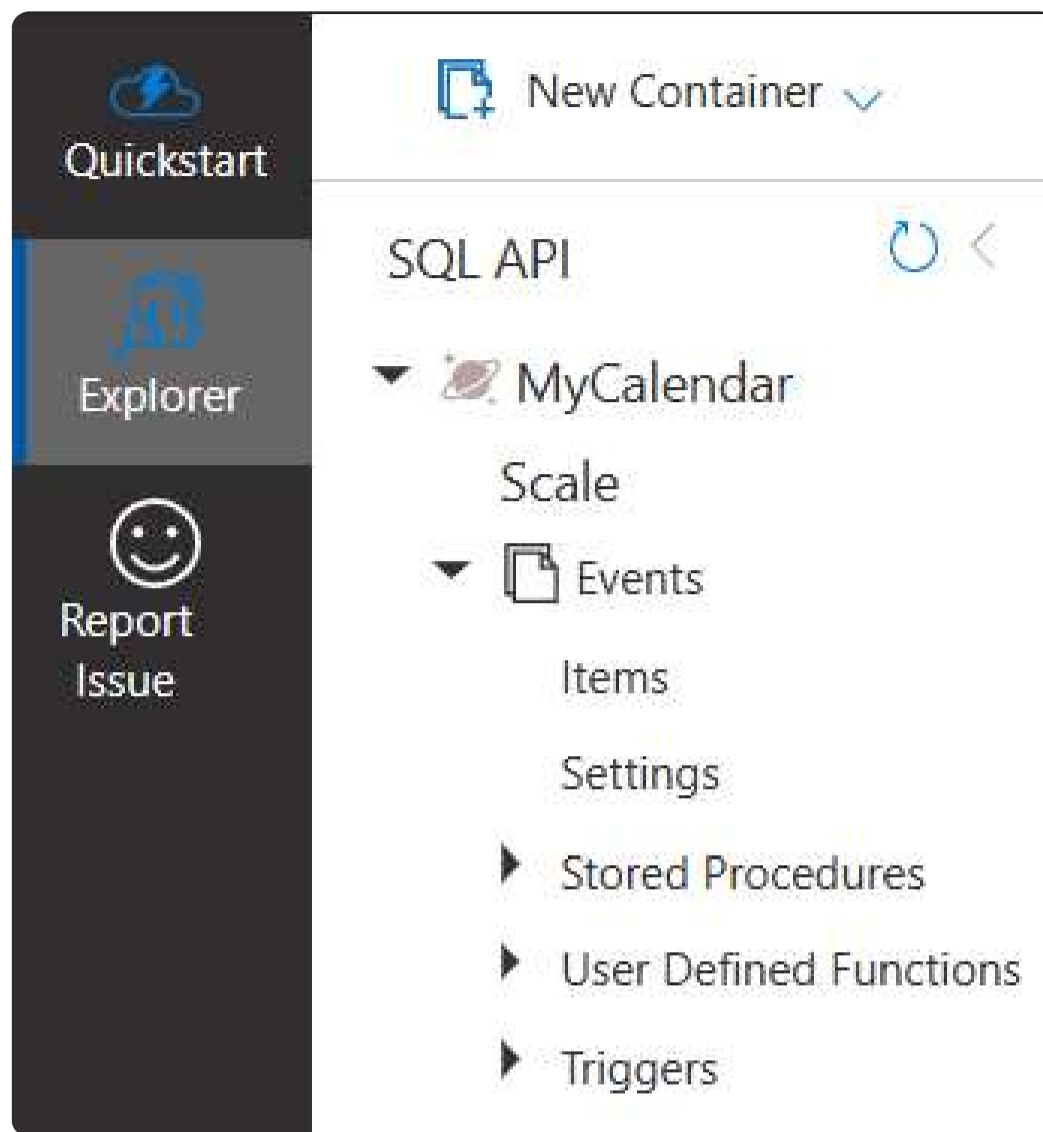 Quickstart
Explorer
Report
Issue
New Container
SQL API
MyCalendar
Scale
Events
Items
Settings
Stored Procedures
User Defined Functions
Triggers